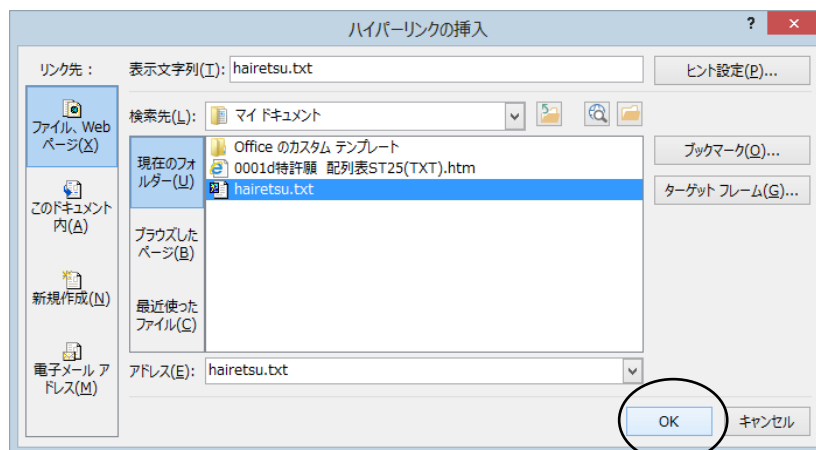 ハイパーリンクの挿入
? ×
リンク先：
表示文字列(T): hairetsu.txt
ヒント設定(P)...
ファイル、Web
ページ(X)
このドキュメント
内(A)
新規作成(N)
電子メール ア
ドレス(M)
検索先(L): マイ ドキュメント
現在のフォ
ルダー(U)
ブラウズした
ページ(B)
最近使った
ファイル(C)
Office のカスタム テンプレート
0001d特許願　配列表ST25(TXT).htm
hairetsu.txt
ブックマーク(O)...
ターゲット フレーム(G)...
アドレス(E): hairetsu.txt
OK
キャンセル